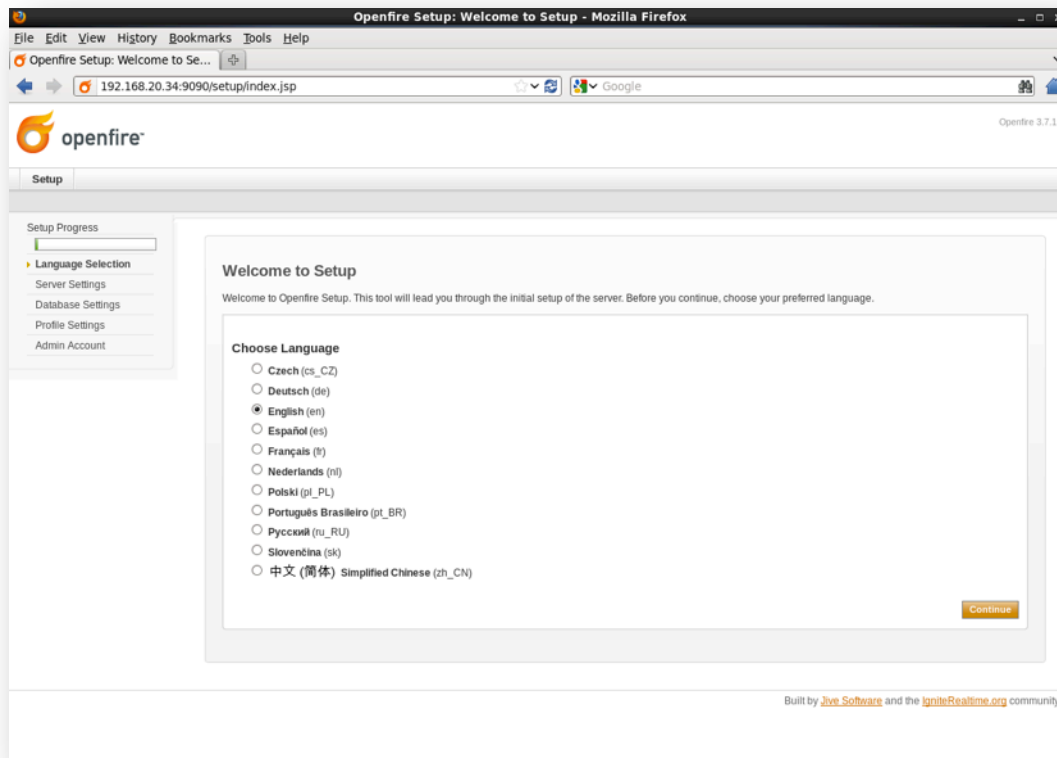 Openfire Setup: Welcome to Setup - Mozilla Firefox
File Edit View History Bookmarks Tools Help
Openfire Setup: Welcome to Se...
192.168.20.34:9090/setup/index.jsp Google
openfire™
Openfire 3.7.1
Setup
Setup Progress
Language Selection
Server Settings
Database Settings
Profile Settings
Admin Account
Welcome to Setup
Welcome to Openfire Setup. This tool will lead you through the initial setup of the server. Before you continue, choose your preferred language.
Choose Language
Czech (cs_CZ)
Deutsch (de)
English (en)
Español (es)
Français (fr)
Nederlands (nl)
Polski (pl_PL)
Português Brasileiro (pt_BR)
Русский (ru_RU)
Slovenčina (sk)
中文 (简体) Simplified Chinese (zh_CN)
Continue
Built by Jive Software and the IgniteRealtime.org community